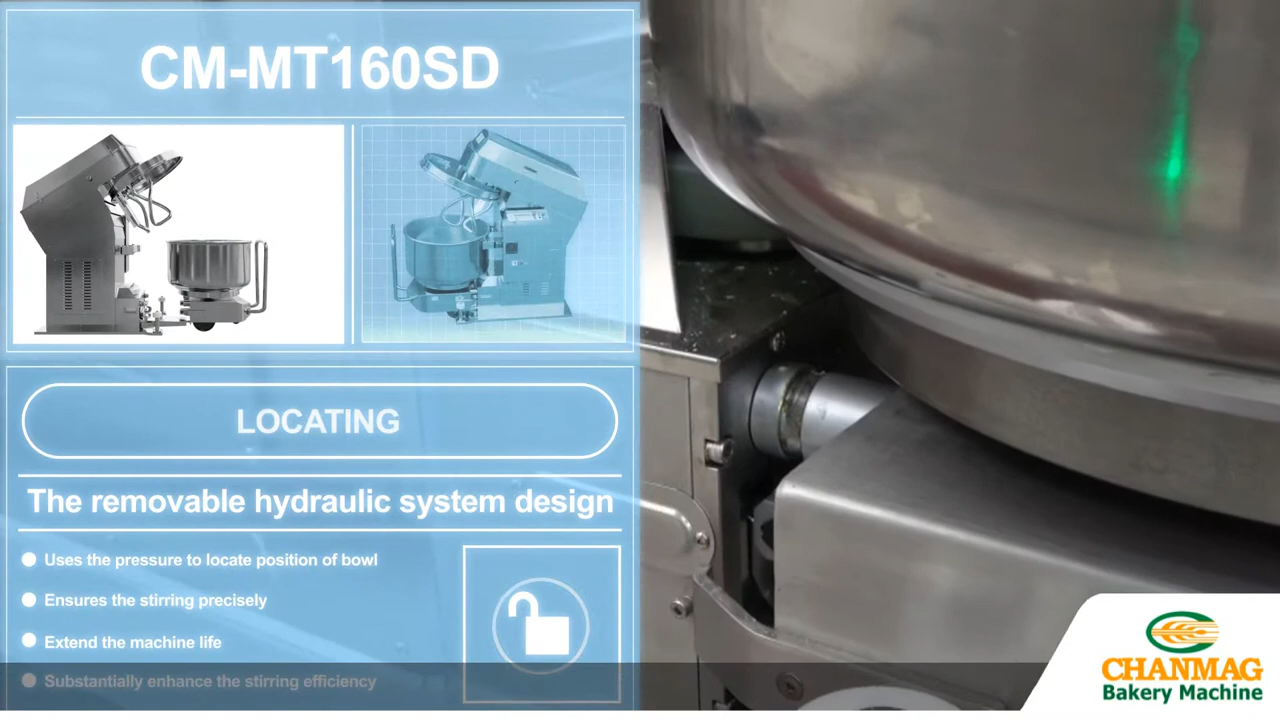 CM-MT160SD
LOCATING
The removable hydraulic system design
Uses the pressure to locate position of bowl
Ensures the stirring precisely
Extend the machine life
Substantially enhance the stirring efficiency
CHANMAG
Bakery Machine